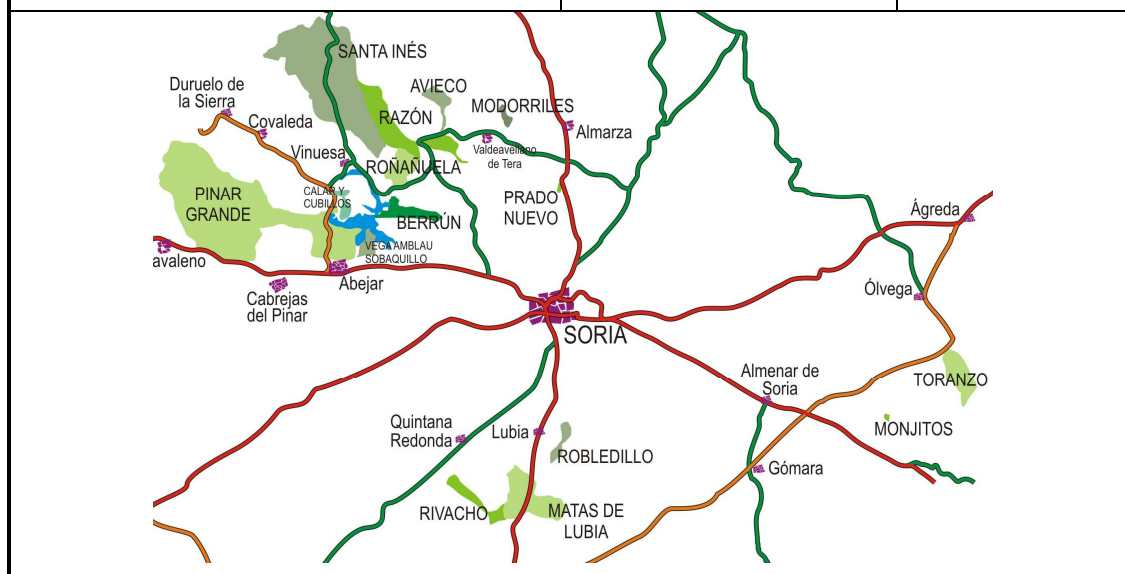 SANTA INÉS
Duruelo de
la Sierra
AVIECO
MODORRILES
RAZÓN
Covaleda
Almarza
Vinuesa
Valdeavellano
de Tera
ROÑAÑUELA
PINAR
GRANDE
CALAR Y
CUBILLOS
PRADO
NUEVO
BERRÚN
Ágreda
VEGA AMBLAU
SOBAQUILLO
avaleno
Abejar
Cabrejas
del Pinar
Ólvega
SORIA
Almenar de
Soria
TORANZO
Quintana
Redonda
Lubia
MONJITOS
ROBLEDILLO
Gómara
RIVACHO
MATAS DE
LUBIA